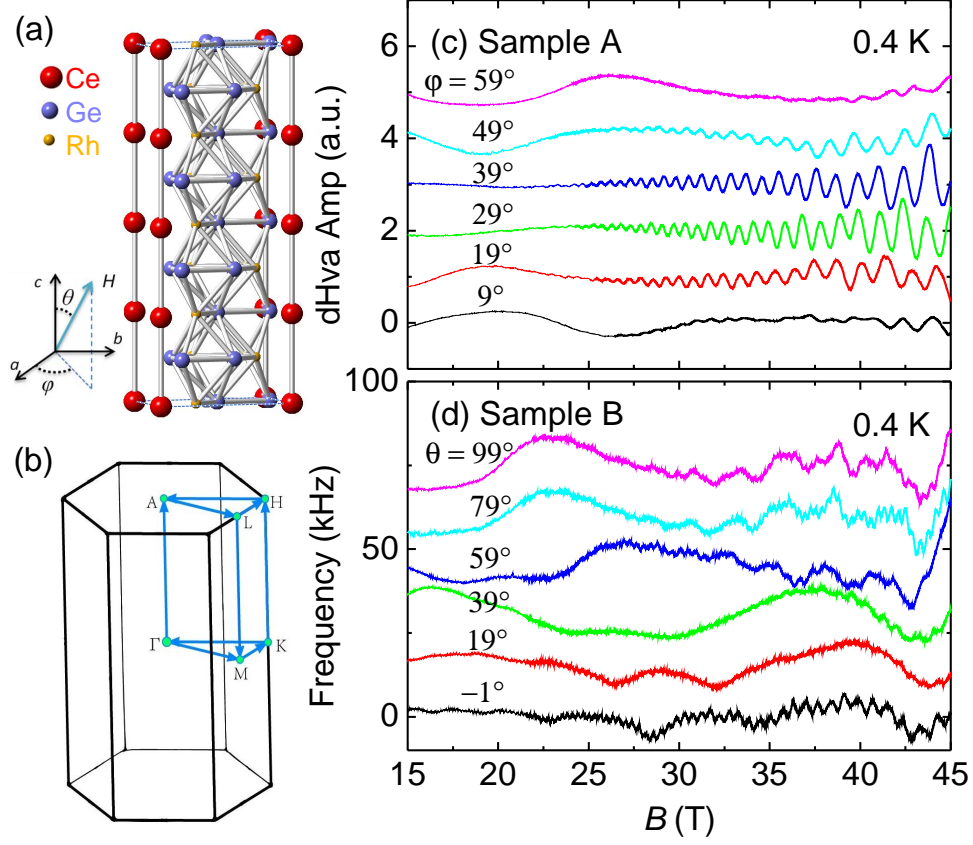 (a)
Ce
Ge
Rh
c
θ
H
b
a
φ
(b)
A
H
L
Γ
K
M
(c) Sample A
0.4 K
dHva Amp (a.u.)
6
4
2
0
φ = 59°
49°
39°
29°
19°
9°
(d) Sample B
0.4 K
Frequency (kHz)
100
50
0
θ = 99°
79°
59°
39°
19°
−1°
15 20 25 30 35 40 45
B (T)